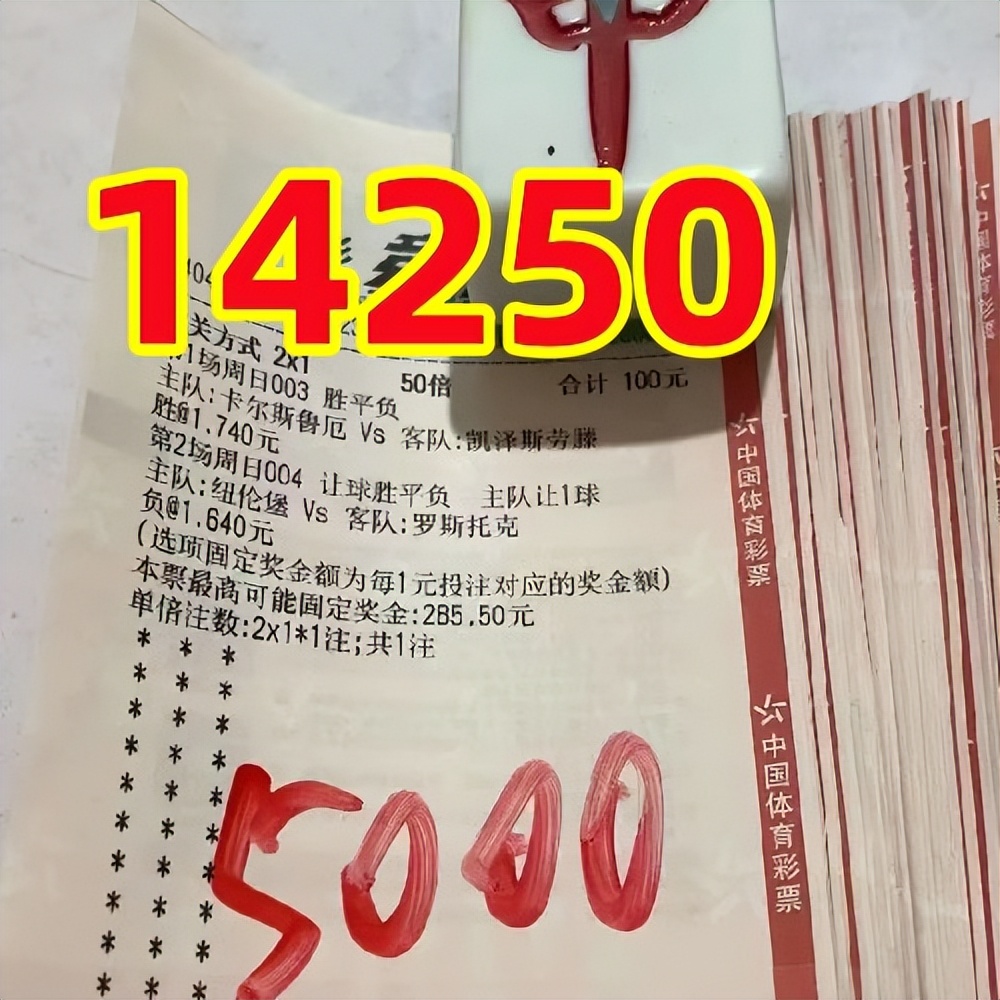 14250
关方式 2x1 50倍 合计 100元
第1场周日003 胜平负
主队:卡尔斯鲁厄 Vs 客队:凯泽斯劳滕
胜@1.740元
第2场周日004 让球胜平负 主队让1球
主队:纽伦堡 Vs 客队:罗斯托克
负@1.640元
(选项固定奖金额为每1元投注对应的奖金额)
本票最高可能固定奖金:285.50元
单倍注数:2x1*1注;共1注
5000
中国体育彩票
中国体育彩票